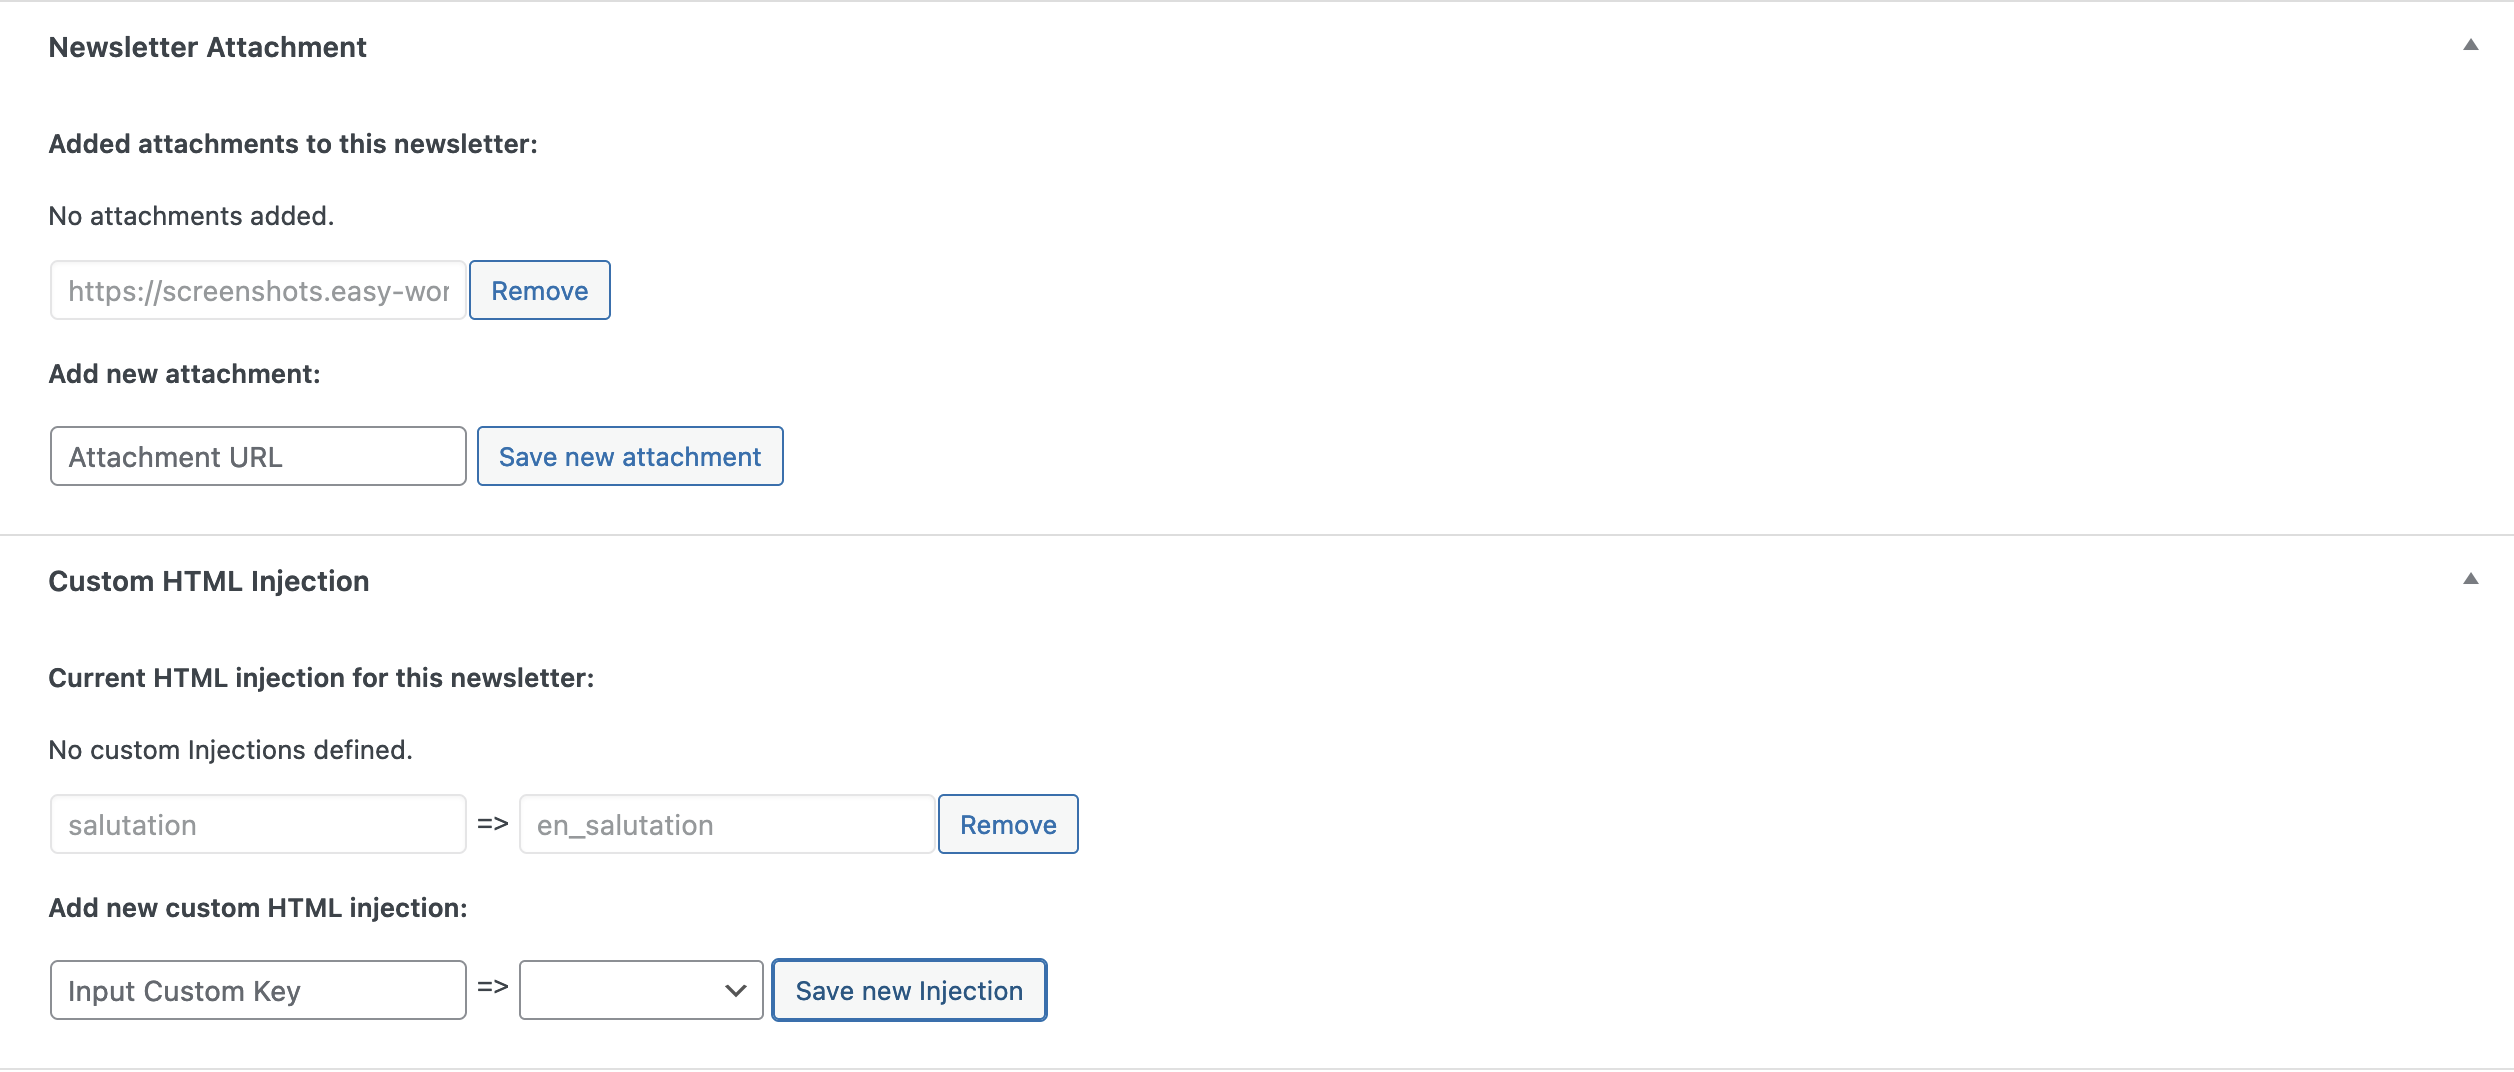 Newsletter Attachment
Added attachments to this newsletter:
No attachments added.
https://screenshots.easy-wor Remove
Add new attachment:
Attachment URL Save new attachment
Custom HTML Injection
Current HTML injection for this newsletter:
No custom Injections defined.
salutation => en_salutation Remove
Add new custom HTML injection:
Input Custom Key => Save new Injection